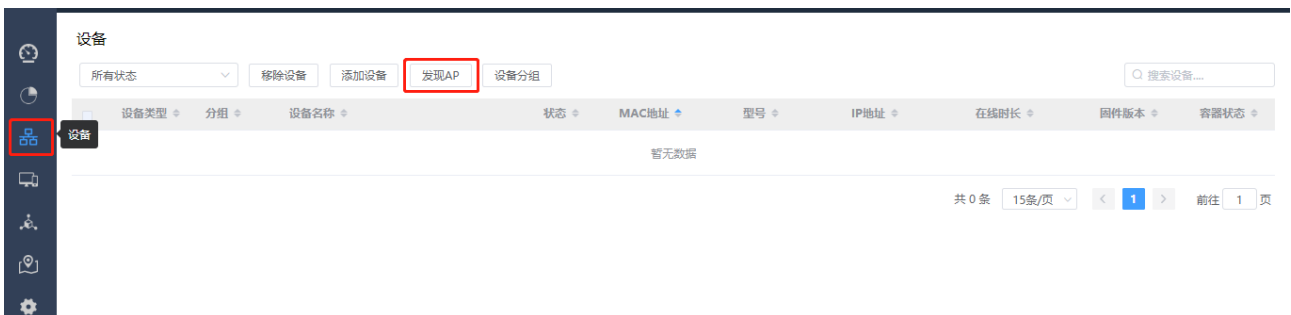 设备
所有状态 移除设备 添加设备 发现AP 设备分组 搜索设备....
设备类型 分组 设备名称 状态 MAC地址 型号 IP地址 在线时长 固件版本 容器状态
设备
暂无数据
共 0 条 15条/页 1 前往 1 页